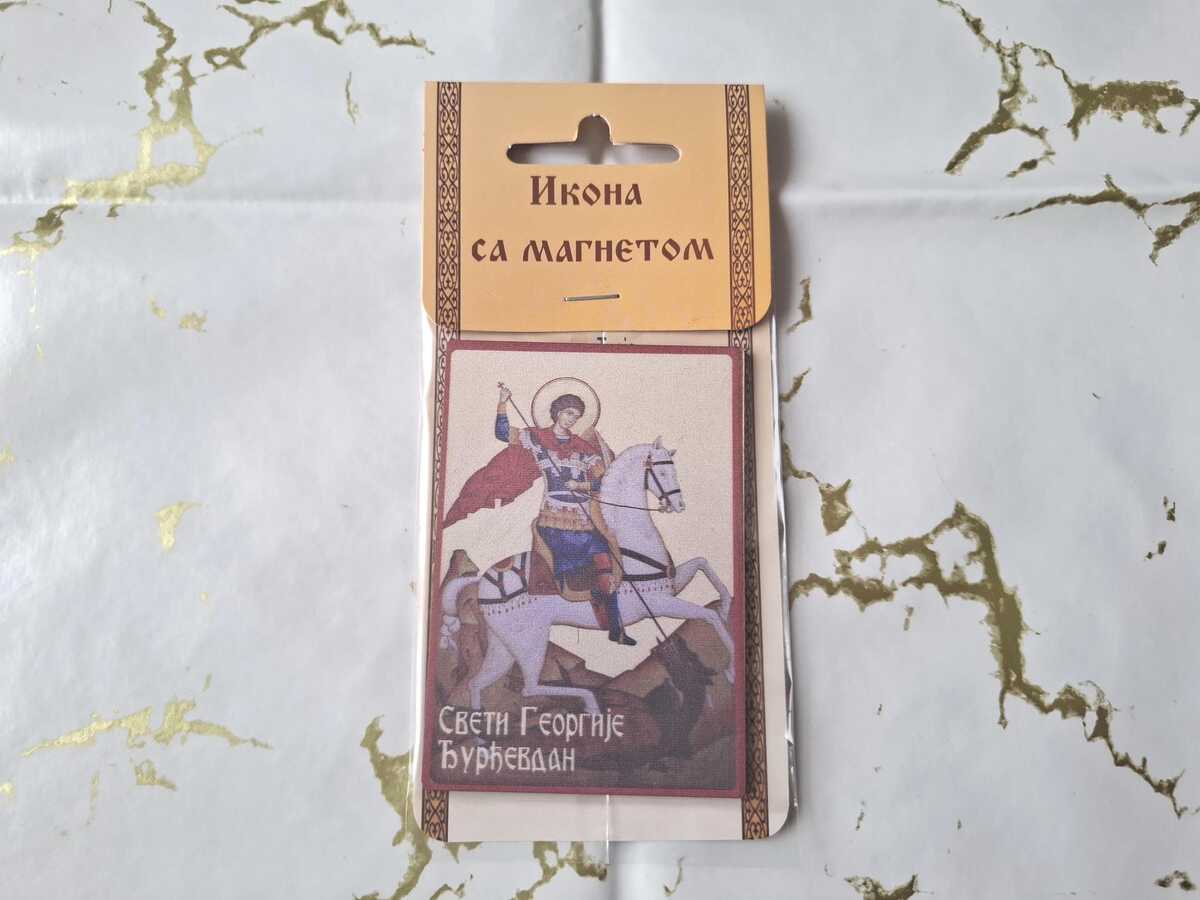 Икона
са магнетом
Свети Георгије
Ђурђевдан